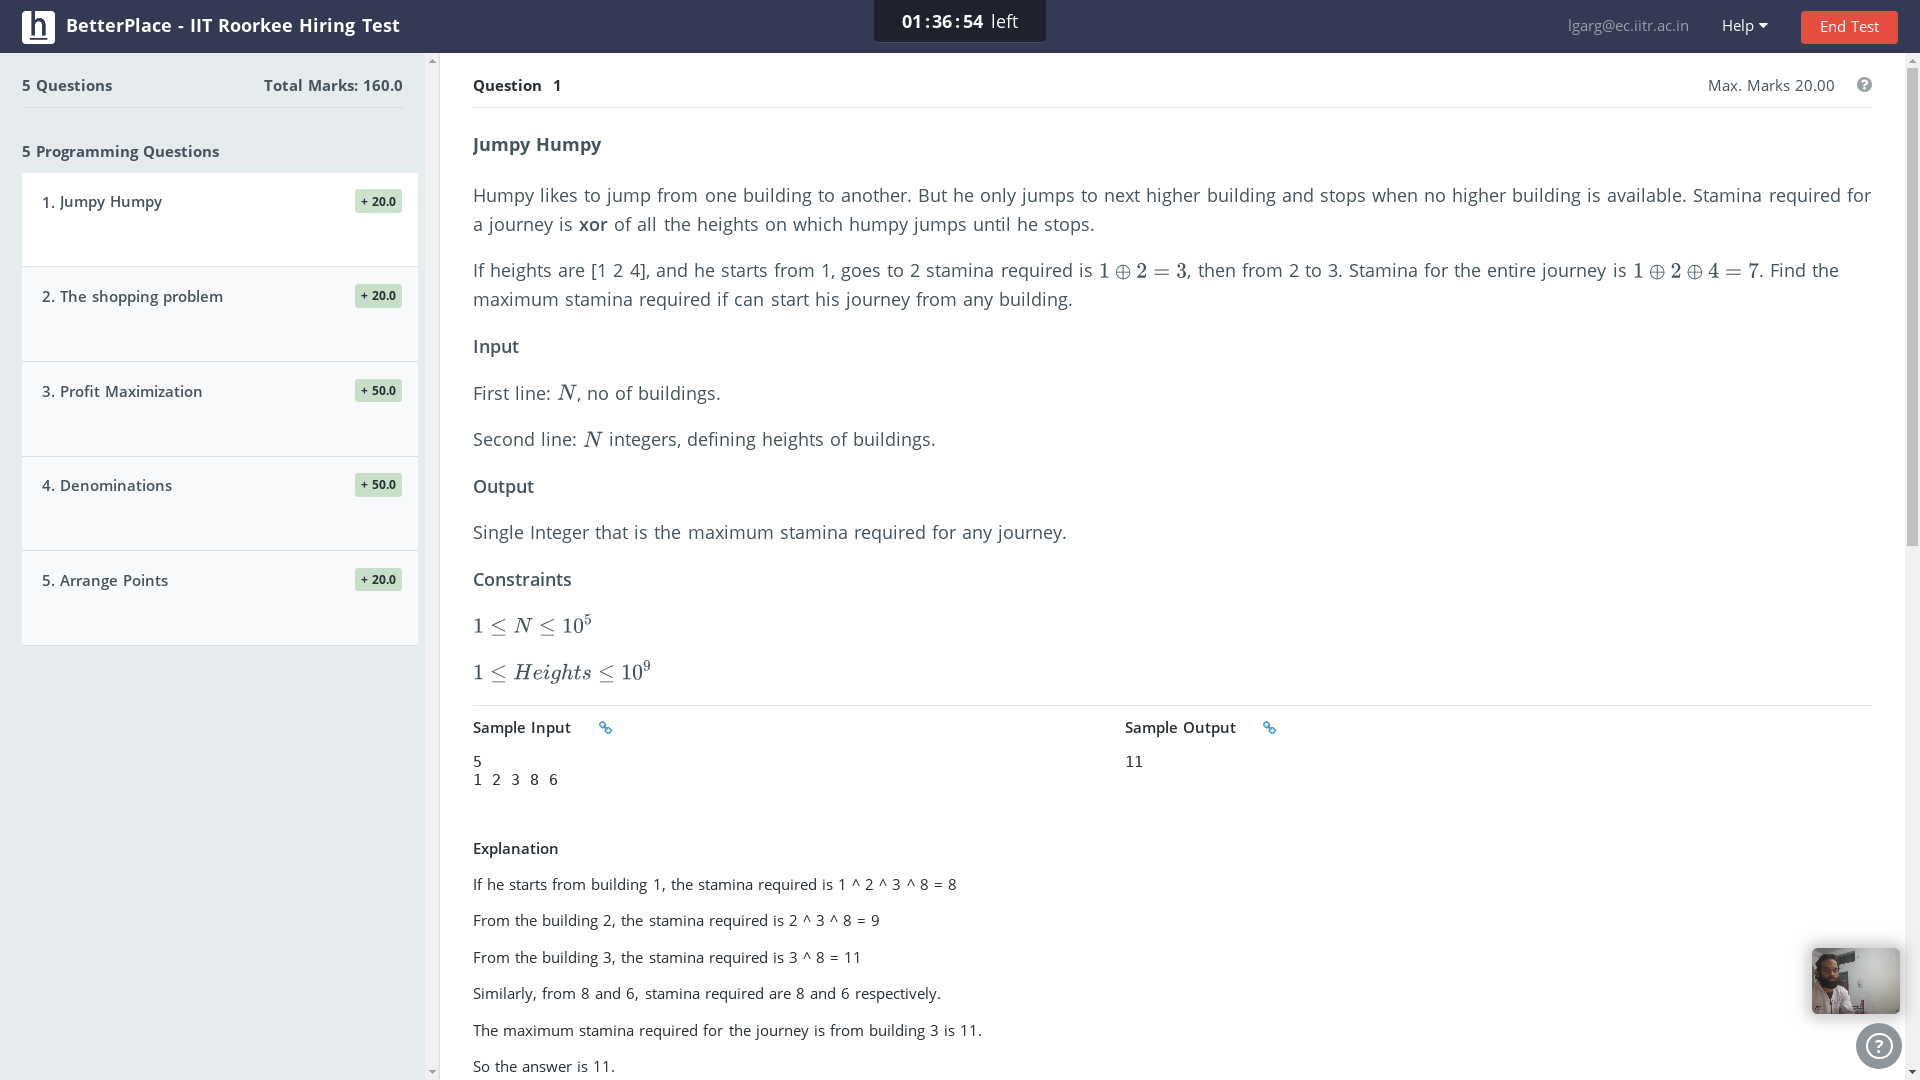 h BetterPlace - IIT Roorkee Hiring Test
01:36:54 left
lgarg@ec.iitr.ac.in Help End Test
5 Questions Total Marks: 160.0
5 Programming Questions
1. Jumpy Humpy + 20.0
2. The shopping problem + 20.0
3. Profit Maximization + 50.0
4. Denominations + 50.0
5. Arrange Points + 20.0
Question 1 Max. Marks 20.00 ?
Jumpy Humpy
Humpy likes to jump from one building to another. But he only jumps to next higher building and stops when no higher building is available. Stamina required for
a journey is xor of all the heights on which humpy jumps until he stops.
If heights are [1 2 4], and he starts from 1, goes to 2 stamina required is 1 ⊕ 2 = 3, then from 2 to 3. Stamina for the entire journey is 1 ⊕ 2 ⊕ 4 = 7. Find the
maximum stamina required if can start his journey from any building.
Input
First line: N, no of buildings.
Second line: N integers, defining heights of buildings.
Output
Single Integer that is the maximum stamina required for any journey.
Constraints
1 ≤ N ≤ 10⁵
1 ≤ Heights ≤ 10⁹
Sample Input Sample Output
5 11
1 2 3 8 6
Explanation
If he starts from building 1, the stamina required is 1 ^ 2 ^ 3 ^ 8 = 8
From the building 2, the stamina required is 2 ^ 3 ^ 8 = 9
From the building 3, the stamina required is 3 ^ 8 = 11
Similarly, from 8 and 6, stamina required are 8 and 6 respectively.
The maximum stamina required for the journey is from building 3 is 11.
So the answer is 11.
?